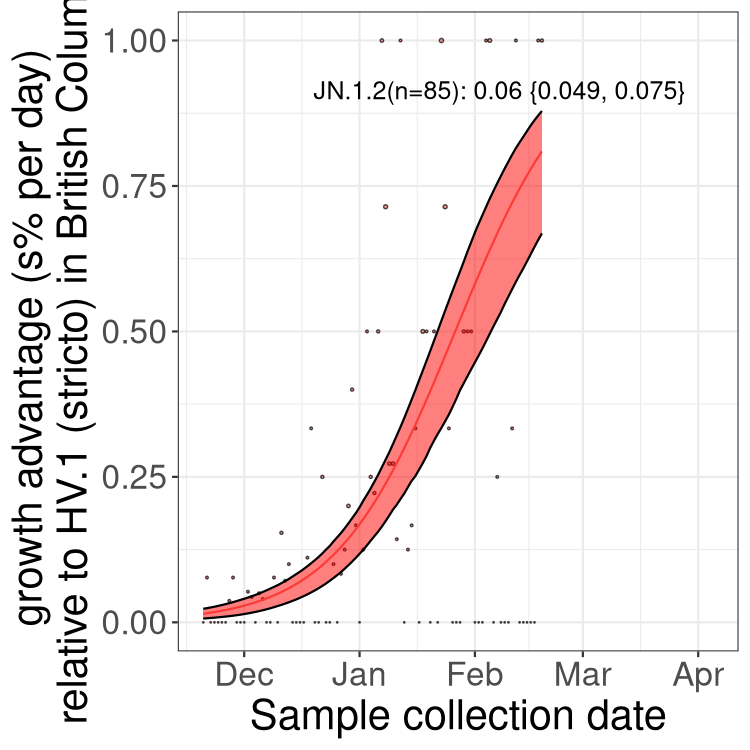 growth advantage (s% per day)
relative to HV.1 (stricto) in British Colum
1.00
0.75
0.50
0.25
0.00
JN.1.2(n=85): 0.06 {0.049, 0.075}
Dec Jan Feb Mar Apr
Sample collection date